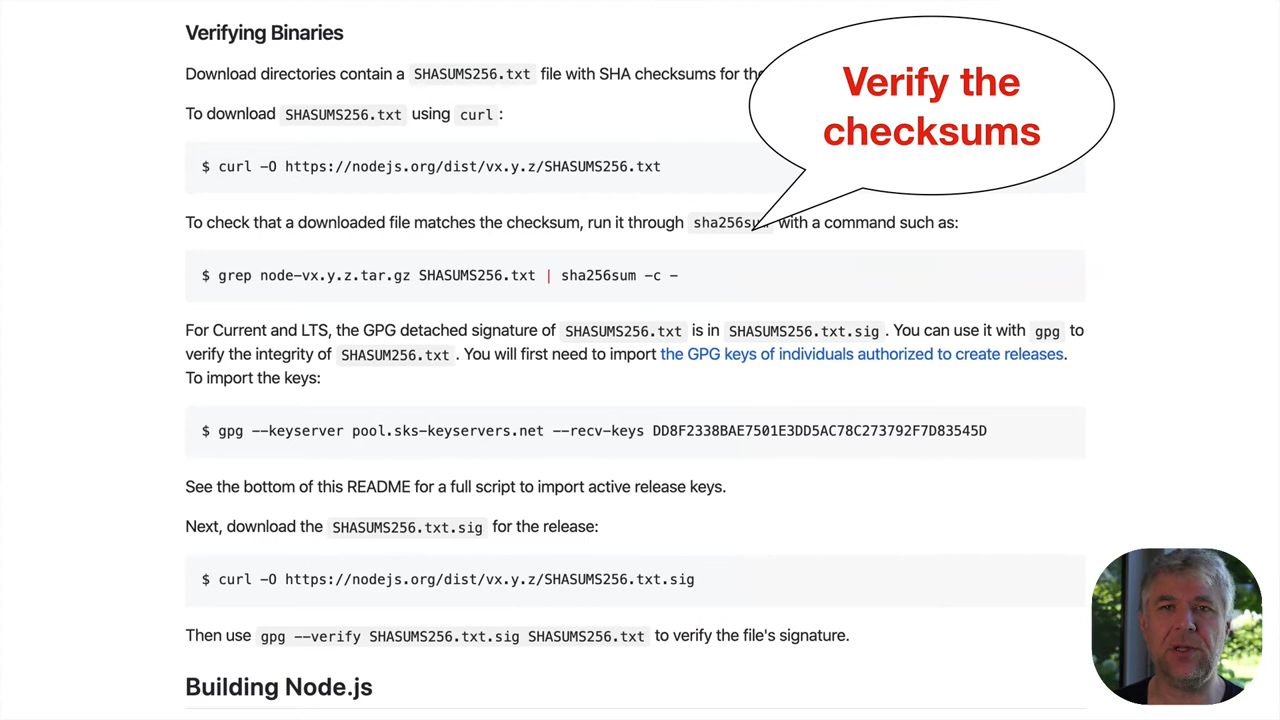 Verifying Binaries
Download directories contain a SHASUMS256.txt file with SHA checksums for the
Verify the
checksums
To download SHASUMS256.txt using curl :
$ curl -O https://nodejs.org/dist/vx.y.z/SHASUMS256.txt
To check that a downloaded file matches the checksum, run it through sha256sum with a command such as:
$ grep node-vx.y.z.tar.gz SHASUMS256.txt | sha256sum -c -
For Current and LTS, the GPG detached signature of SHASUMS256.txt is in SHASUMS256.txt.sig . You can use it with gpg to
verify the integrity of SHASUM256.txt . You will first need to import the GPG keys of individuals authorized to create releases.
To import the keys:
$ gpg --keyserver pool.sks-keyservers.net --recv-keys DD8F2338BAE7501E3DD5AC78C273792F7D83545D
See the bottom of this README for a full script to import active release keys.
Next, download the SHASUMS256.txt.sig for the release:
$ curl -O https://nodejs.org/dist/vx.y.z/SHASUMS256.txt.sig
Then use gpg --verify SHASUMS256.txt.sig SHASUMS256.txt to verify the file's signature.
Building Node.js